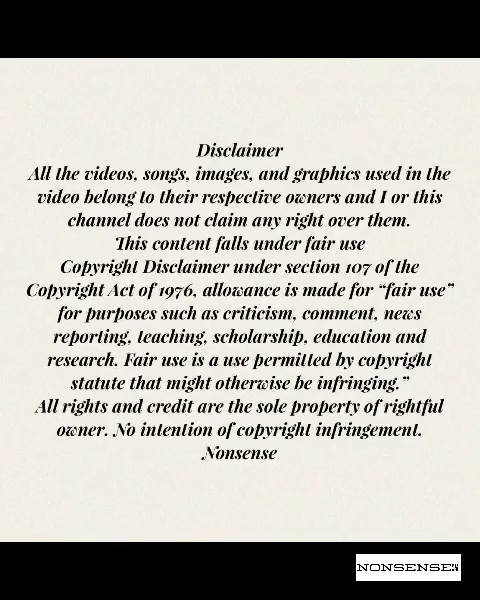 Disclaimer
All the videos, songs, images, and graphics used in the
video belong to their respective owners and I or this
channel does not claim any right over them.
This content falls under fair use
Copyright Disclaimer under section 107 of the
Copyright Act of 1976, allowance is made for “fair use”
for purposes such as criticism, comment, news
reporting, teaching, scholarship, education and
research. Fair use is a use permitted by copyright
statute that might otherwise be infringing.”
All rights and credit are the sole property of rightful
owner. No intention of copyright infringement.
Nonsense
NONSENSE